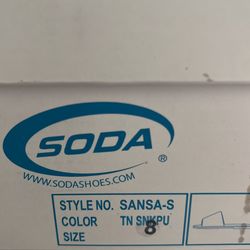 SODA ®
WWW.SODASHOES.COM
STYLE NO. SANSA-S
COLOR TN SNKPU
SIZE 8